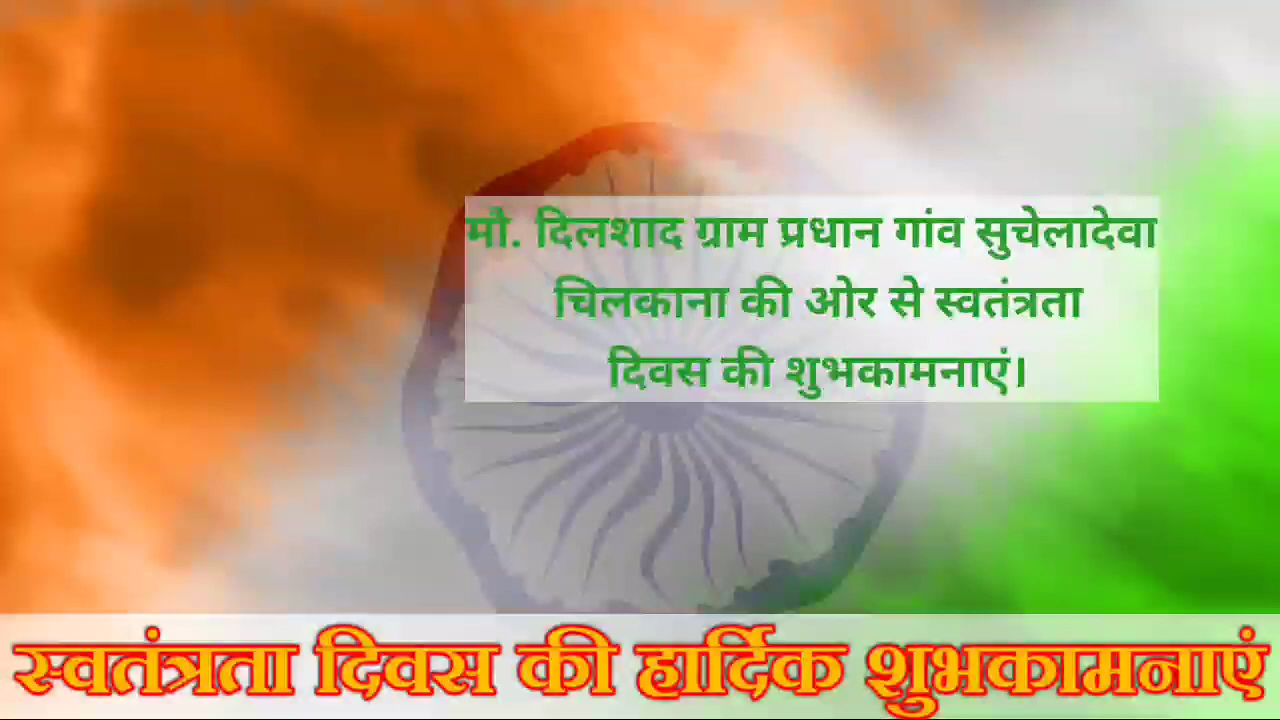 मौ. दिलशाद ग्राम प्रधान गांव सुचेलादेवा
चिलकाना की ओर से स्वतंत्रता
दिवस की शुभकामनाएं।
स्वतंत्रता दिवस की हार्दिक शुभकामनाएं